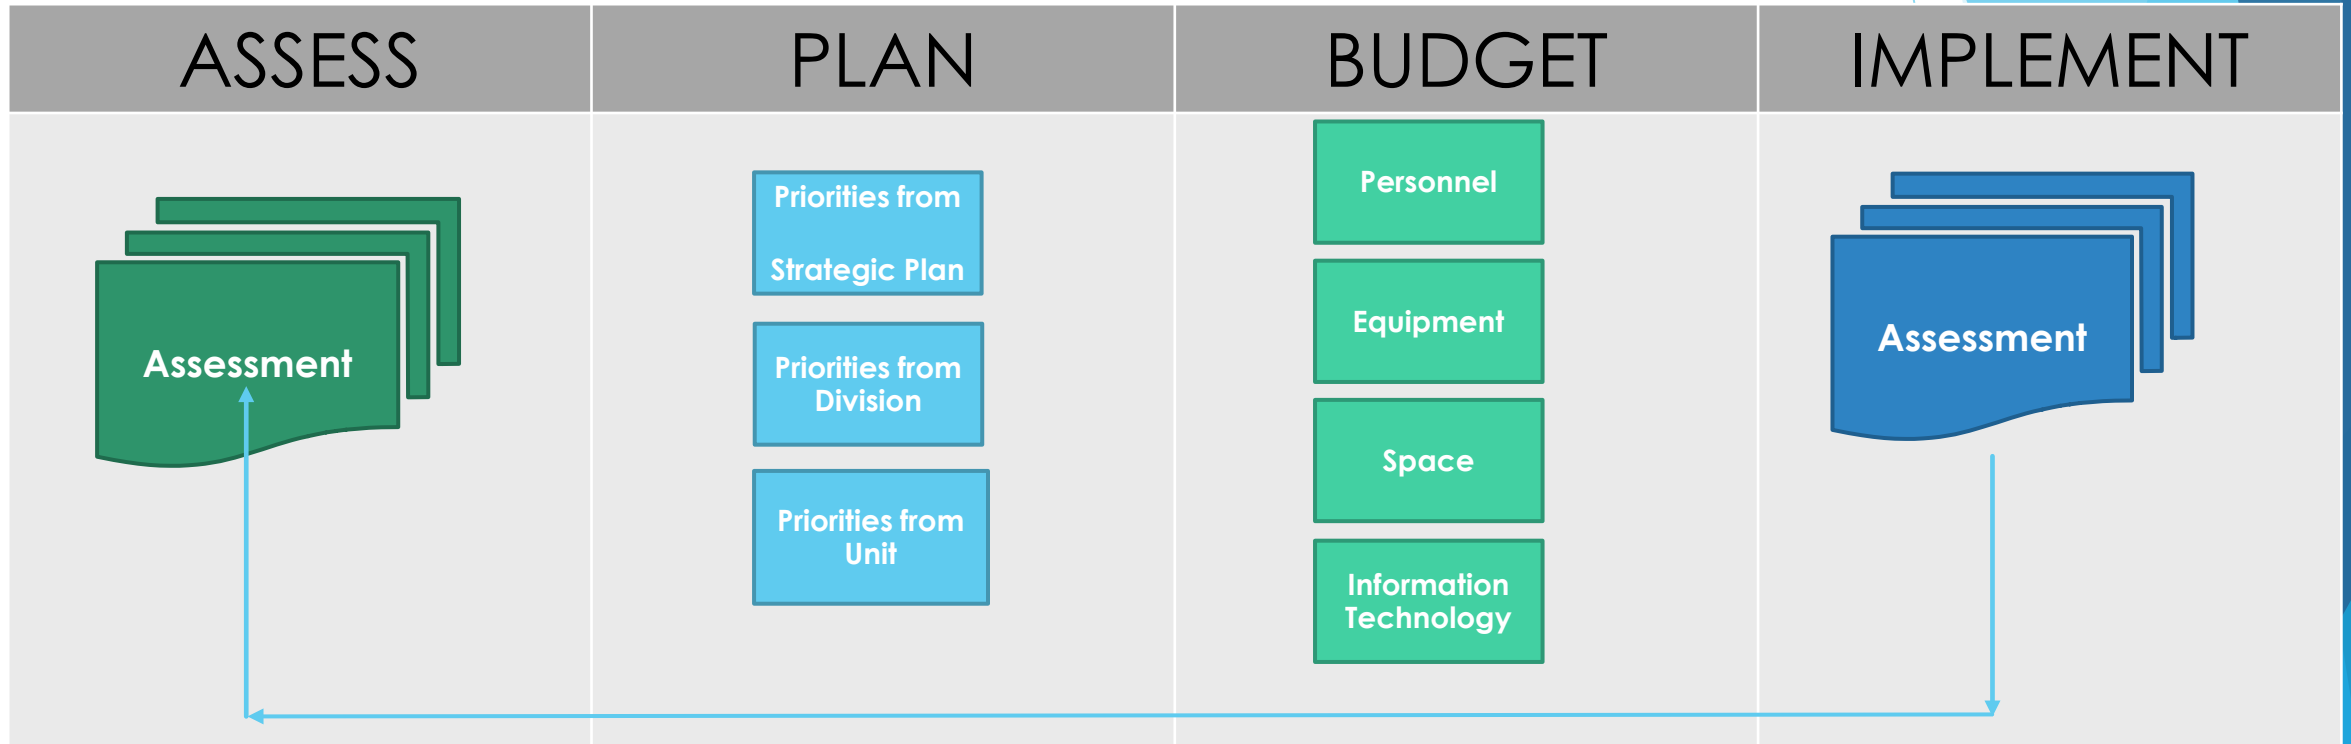 ASSESS
PLAN
BUDGET
IMPLEMENT
Assessment
Priorities from
Strategic Plan
Priorities from
Division
Priorities from
Unit
Personnel
Equipment
Space
Information
Technology
Assessment